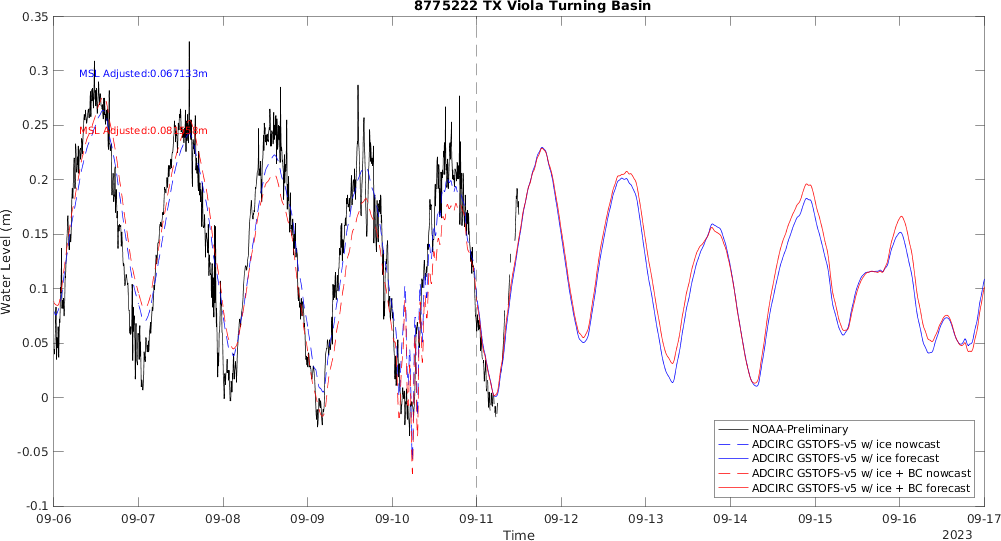 8775222 TX Viola Turning Basin
0.35
0.3
0.25
0.2
0.15
0.1
0.05
0
-0.05
-0.1
Water Level (m)
MSL Adjusted:0.067133m
MSL Adjusted:
NOAA-Preliminary
ADCIRC GSTOFS-v5 w/ ice nowcast
ADCIRC GSTOFS-v5 w/ ice forecast
ADCIRC GSTOFS-v5 w/ ice + BC nowcast
ADCIRC GSTOFS-v5 w/ ice + BC forecast
09-06 09-07 09-08 09-09 09-10 09-11 09-12 09-13 09-14 09-15 09-16 09-17
Time
2023